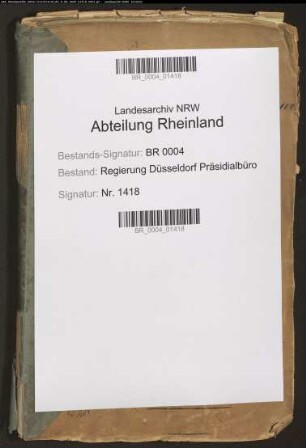 BR_0004_01418
Landesarchiv NRW
Abteilung Rheinland
Bestands-Signatur: BR 0004
Bestand: Regierung Düsseldorf Präsidialbüro
Signatur: Nr. 1418
BR_0004_01418